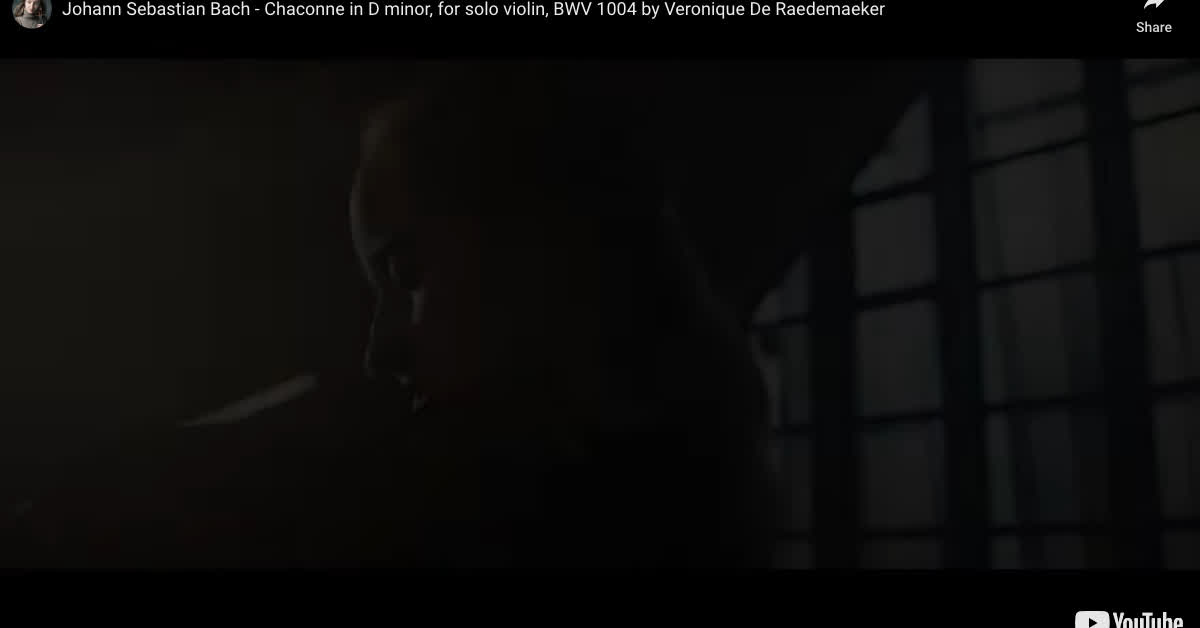 Johann Sebastian Bach - Chaconne in D minor, for solo violin, BWV 1004 by Veronique De Raedemaeker
Share
YouTube